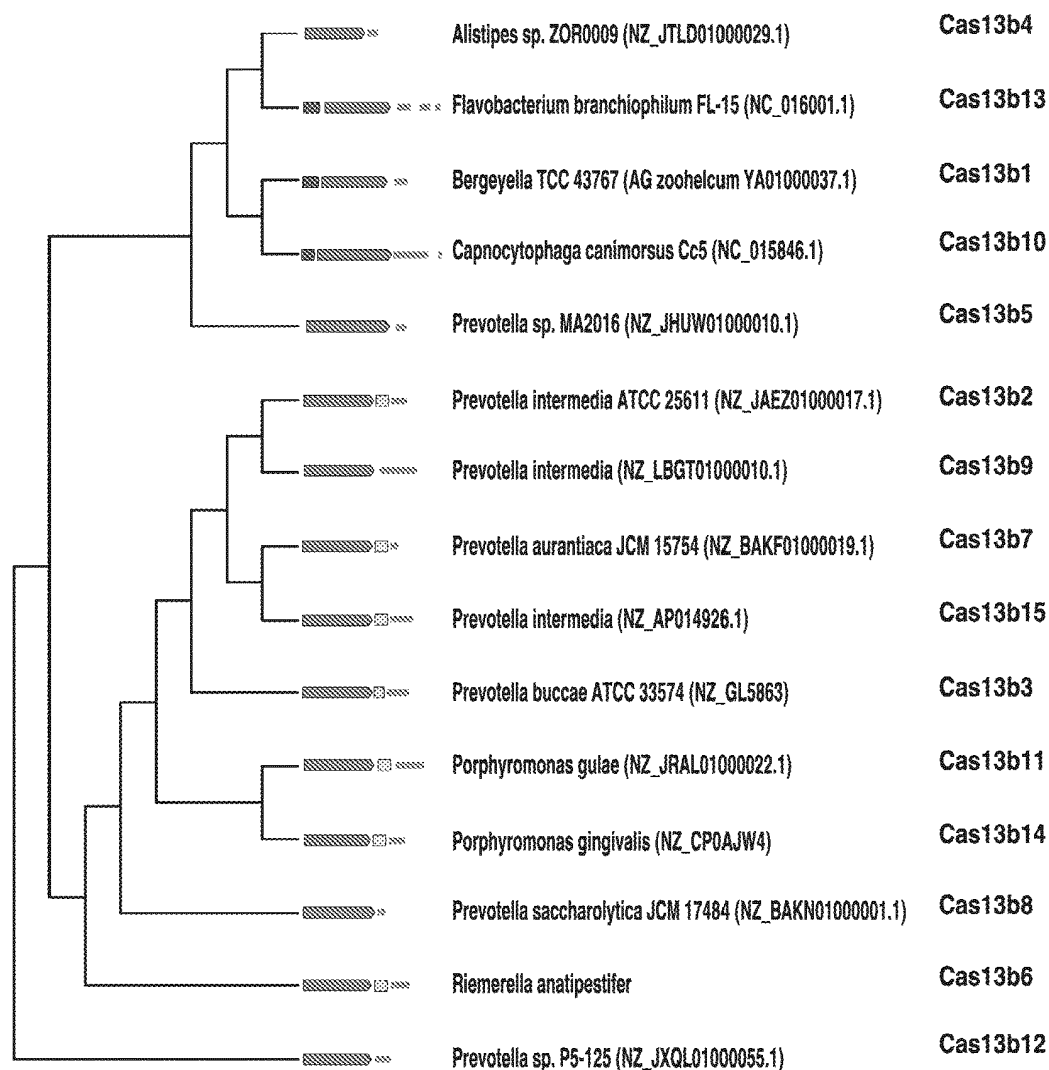 Alistipes sp. ZOR0009 (NZ_JTLD01000029.1) Cas13b4
Flavobacterium branchiophilum FL-15 (NC_016001.1) Cas13b13
Bergeyella TCC 43767 (AG zoohelcum YA01000037.1) Cas13b1
Capnocytophaga canimorsus Cc5 (NC_015846.1) Cas13b10
Prevotella sp. MA2016 (NZ_JHUW01000010.1) Cas13b5
Prevotella intermedia ATCC 25611 (NZ_JAEZ01000017.1) Cas13b2
Prevotella intermedia (NZ_LBGT01000010.1) Cas13b9
Prevotella aurantiaca JCM 15754 (NZ_BAKF01000019.1) Cas13b7
Prevotella intermedia (NZ_AP014926.1) Cas13b15
Prevotella buccae ATCC 33574 (NZ_GL5863) Cas13b3
Porphyromonas gulae (NZ_JRAL01000022.1) Cas13b11
Porphyromonas gingivalis (NZ_CP0AJW4) Cas13b14
Prevotella saccharolytica JCM 17484 (NZ_BAKN01000001.1) Cas13b8
Riemerella anatipestifer Cas13b6
Prevotella sp. P5-125 (NZ_JXQL01000055.1) Cas13b12